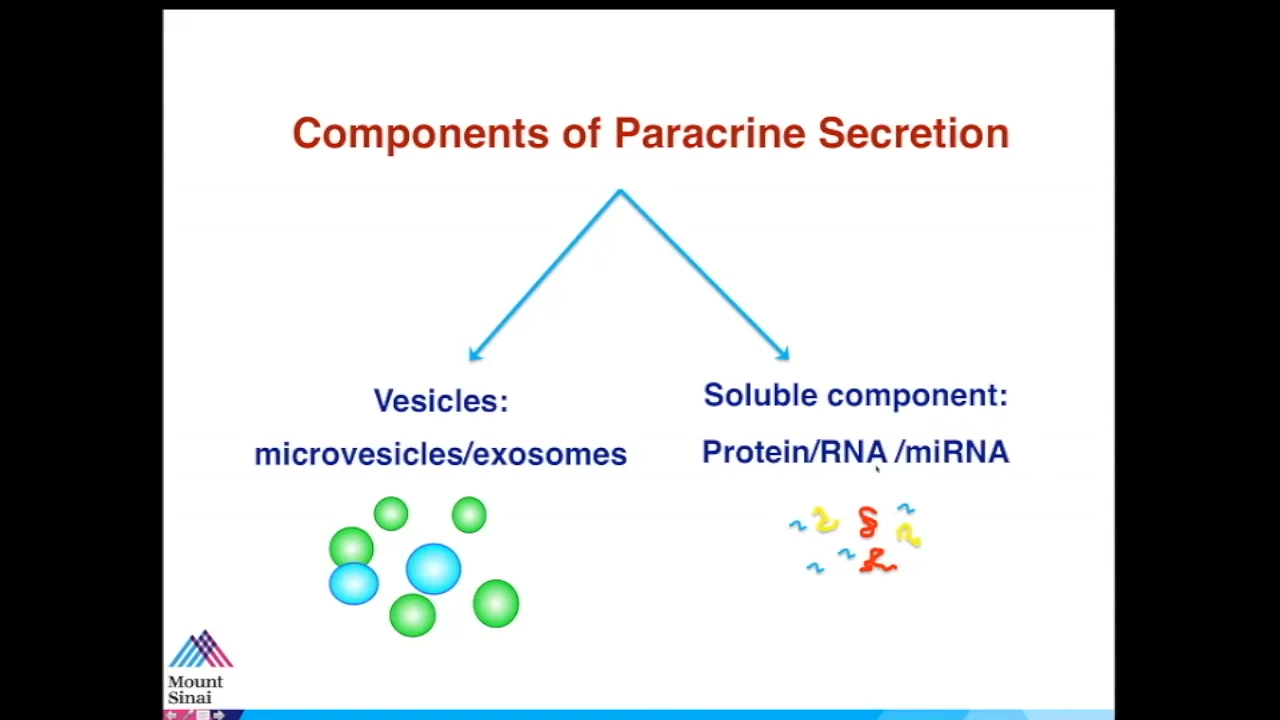 Components of Paracrine Secretion
Vesicles:
microvesicles/exosomes
Soluble component:
Protein/RNA /miRNA
Mount
Sinai